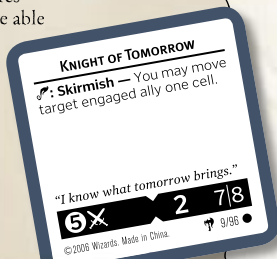 e able
KNIGHT OF TOMORROW
: Skirmish — You may move
target engaged ally one cell.
"I know what tomorrow brings."
5 2 7|8
©2006 Wizards. Made in China. 9/96